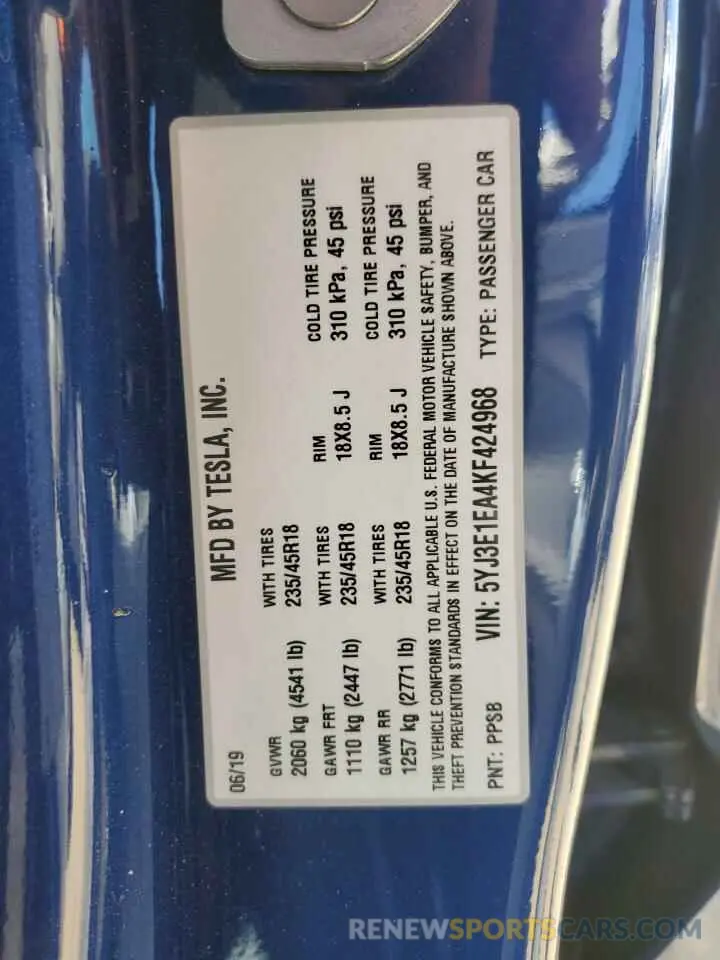 06/19 MFD BY TESLA, INC.
GVWR WITH TIRES
2060 kg (4541 lb) 235/45R18 RIM COLD TIRE PRESSURE
GAWR FRT WITH TIRES 18X8.5 J 310 kPa, 45 psi
1110 kg (2447 lb) 235/45R18 RIM COLD TIRE PRESSURE
GAWR RR WITH TIRES 18X8.5 J 310 kPa, 45 psi
1257 kg (2771 lb) 235/45R18
THIS VEHICLE CONFORMS TO ALL APPLICABLE U.S. FEDERAL MOTOR VEHICLE SAFETY, BUMPER, AND
THEFT PREVENTION STANDARDS IN EFFECT ON THE DATE OF MANUFACTURE SHOWN ABOVE.
PNT: PPSB VIN: 5YJ3E1EA4KF424968 TYPE: PASSENGER CAR
RENEWSPORTSCARS.COM